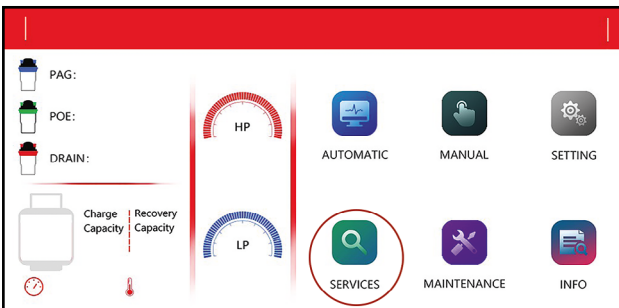 PAG:
POE:
DRAIN:
Charge Capacity
Recovery Capacity
HP
LP
AUTOMATIC
MANUAL
SETTING
SERVICES
MAINTENANCE
INFO